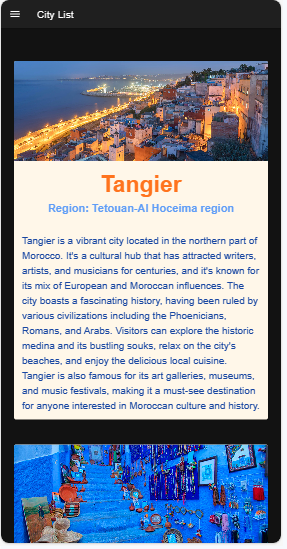 City List
Tangier
Region: Tetouan-Al Hoceima region
Tangier is a vibrant city located in the northern part of
Morocco. It's a cultural hub that has attracted writers,
artists, and musicians for centuries, and it's known for
its mix of European and Moroccan influences. The
city boasts a fascinating history, having been ruled by
various civilizations including the Phoenicians,
Romans, and Arabs. Visitors can explore the historic
medina and its bustling souks, relax on the city's
beaches, and enjoy the delicious local cuisine.
Tangier is also famous for its art galleries, museums,
and music festivals, making it a must-see destination
for anyone interested in Moroccan culture and history.